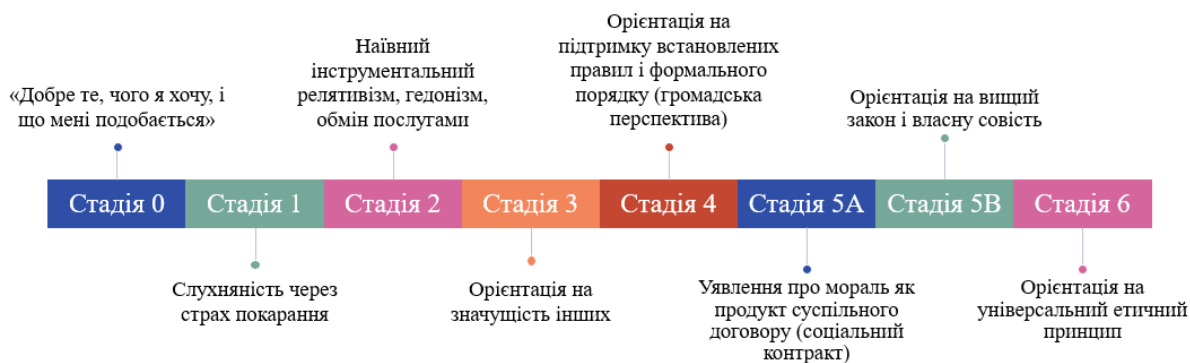 «Добре те, чого я хочу, і
що мені подобається»
Наївний
інструментальний
релятивізм, гедонізм,
обмін послугами
Орієнтація на
підтримку встановлених
правил і формального
порядку (громадська
перспектива)
Орієнтація на вищий
закон і власну совість
Стадія 0
Стадія 1
Стадія 2
Стадія 3
Стадія 4
Стадія 5А
Стадія 5В
Стадія 6
Слухняність через
страх покарання
Орієнтація на
значущість інших
Уявлення про мораль як
продукт суспільного
договору (соціальний
контракт)
Орієнтація на
універсальний етичний
принцип